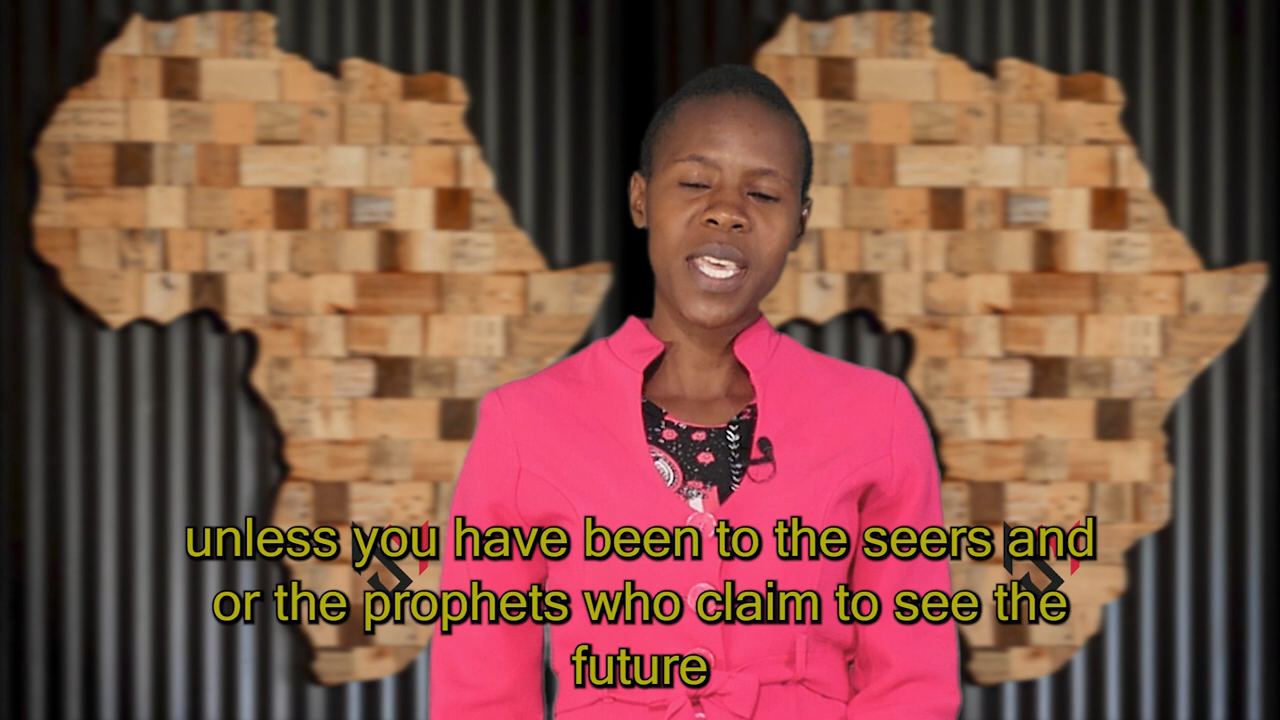 unless you have been to the seers and
or the prophets who claim to see the
future